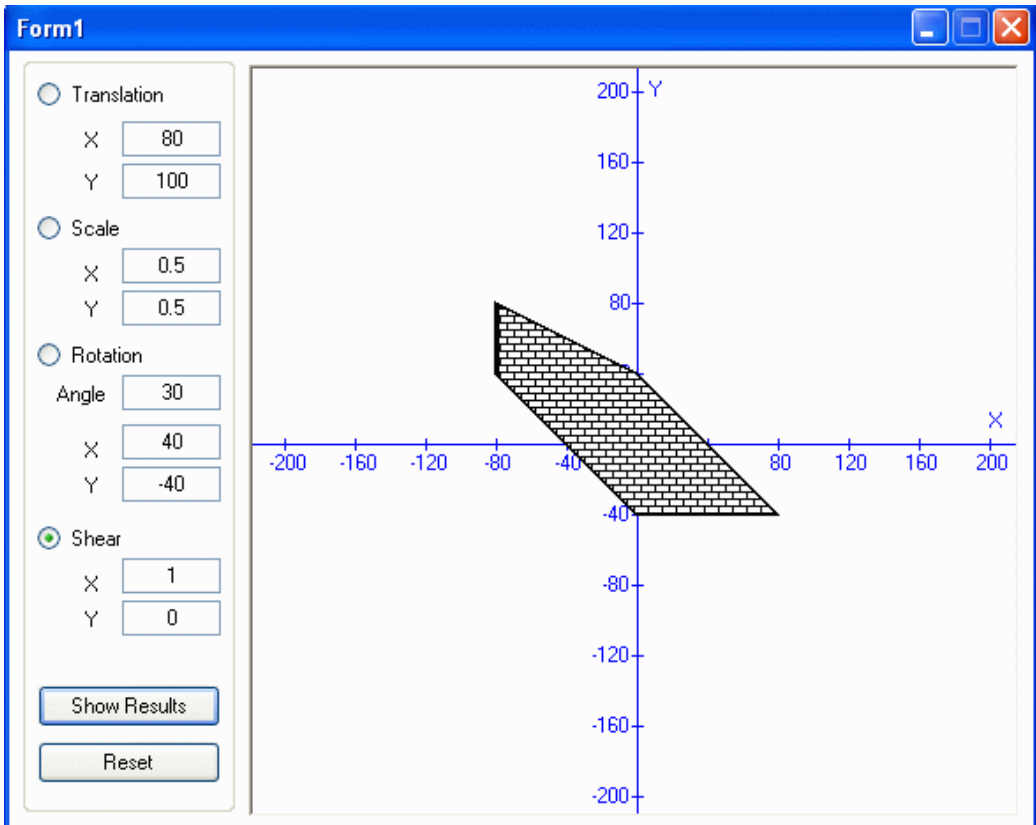 Form1
Translation
X 80
Y 100
Scale
X 0.5
Y 0.5
Rotation
Angle 30
X 40
Y -40
Shear
X 1
Y 0
Show Results
Reset
200 Y
160
120
80
X
-200 -160 -120 -80 -40 80 120 160 200
-40
-80
-120
-160
-200